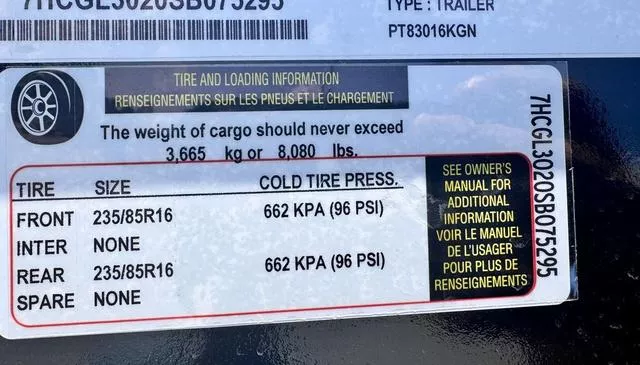 7HCGL3020SB075295
TYPE : TRAILER
PT83016KGN
TIRE AND LOADING INFORMATION
RENSEIGNEMENTS SUR LES PNEUS ET LE CHARGEMENT
The weight of cargo should never exceed
3,665 kg or 8,080 lbs.
TIRE SIZE COLD TIRE PRESS.
FRONT 235/85R16 662 KPA (96 PSI)
INTER NONE
REAR 235/85R16 662 KPA (96 PSI)
SPARE NONE
SEE OWNER'S
MANUAL FOR
ADDITIONAL
INFORMATION
VOIR LE MANUEL
DE L'USAGER
POUR PLUS DE
RENSEIGNEMENTS
7HCGL3020SB075295